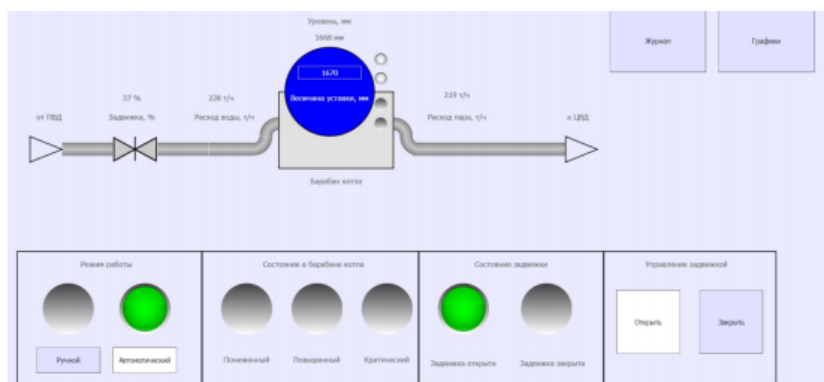 Уровень, мм
1668 мм
Журнал
Графики
1670
Величина уставки, мм
37 %
228 т/ч
219 т/ч
от ПВД
Задвижка, %
Расход воды, т/ч
Расход пара, т/ч
к ЦВД
Барабан котла
Режим работы
Состояние в барабане котла
Состояние задвижки
Управление задвижкой
Открыть
Закрыть
Ручной
Автоматический
Пониженный
Повышенный
Критический
Задвижка открыта
Задвижка закрыта